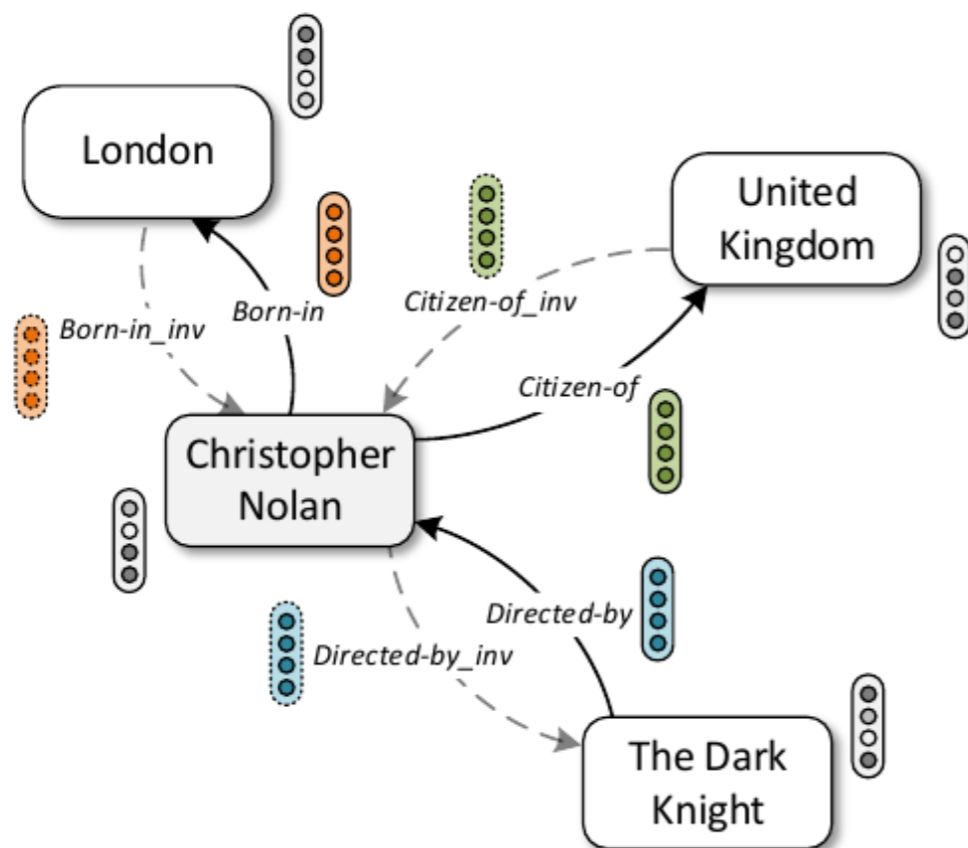 London
United
Kingdom
Born-in_inv
Born-in
Citizen-of_inv
Citizen-of
Christopher
Nolan
Directed-by
Directed-by_inv
The Dark
Knight